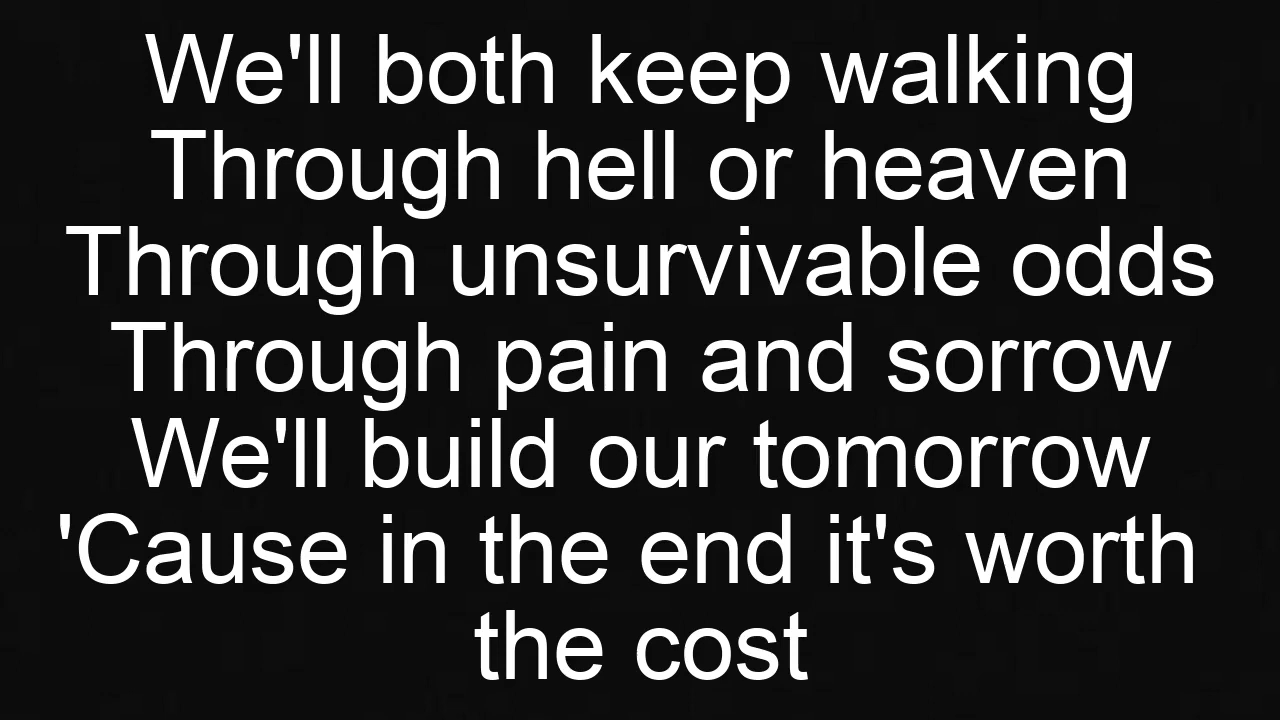 We'll both keep walking
Through hell or heaven
Through unsurvivable odds
Through pain and sorrow
We'll build our tomorrow
'Cause in the end it's worth
the cost